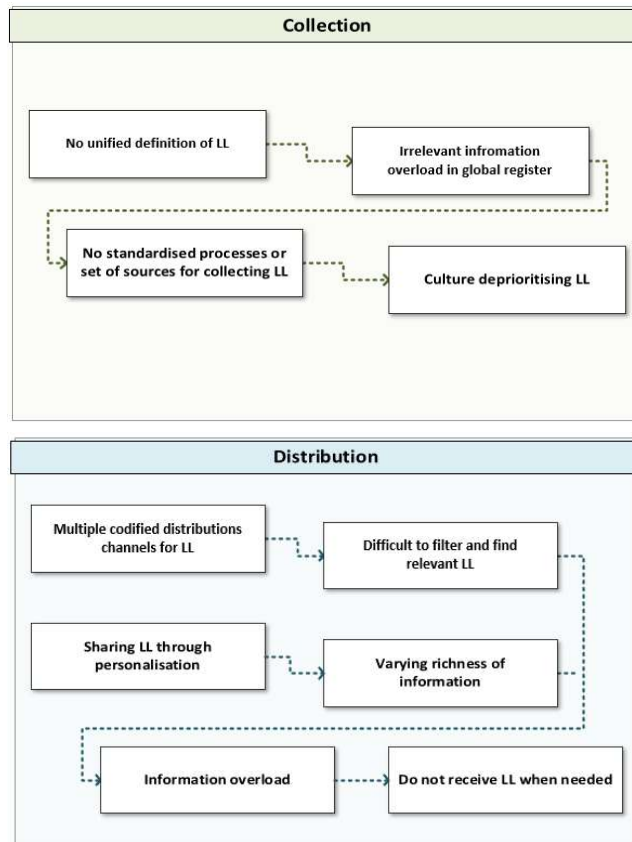 Collection
No unified definition of LL
Irrelevant infromation
overload in global register
No standardised processes or
set of sources for collecting LL
Culture deprioritising LL
Distribution
Multiple codified distributions
channels for LL
Difficult to filter and find
relevant LL
Sharing LL through
personalisation
Varying richness of
information
Information overload
Do not receive LL when needed